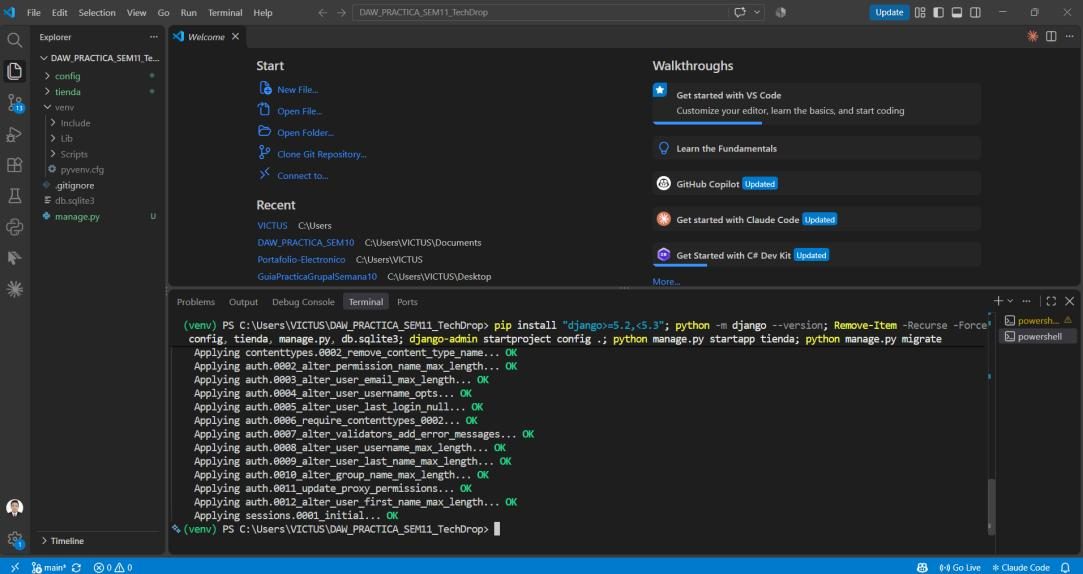 File Edit Selection View Go Run Terminal Help
DAW_PRACTICA_SEM11_TechDrop
Update
Explorer
DAW_PRACTICA_SEM11_Te...
config
tienda
venv
Include
Lib
Scripts
pyvenv.cfg
.gitignore
db.sqlite3
manage.py U
Timeline
13
1
Welcome
Start
New File...
Open File...
Open Folder...
Clone Git Repository...
Connect to...
Recent
VICTUS C:\Users
DAW_PRACTICA_SEM10 C:\Users\VICTUS\Documents
Portafolio-Electronico C:\Users\VICTUS
GuiaPracticaGrupalSemana10 C:\Users\VICTUS\Desktop
Walkthroughs
Get started with VS Code
Customize your editor, learn the basics, and start coding
Learn the Fundamentals
GitHub Copilot Updated
Get started with Claude Code Updated
Get Started with C# Dev Kit Updated
More...
Problems Output Debug Console Terminal Ports
(venv) PS C:\Users\VICTUS\DAW_PRACTICA_SEM11_TechDrop> pip install "django>=5.2,<5.3"; python -m django --version; Remove-Item -Recurse -Force
config, tienda, manage.py, db.sqlite3; django-admin startproject config .; python manage.py startapp tienda; python manage.py migrate
Applying contenttypes.0002_remove_content_type_name... OK
Applying auth.0002_alter_permission_name_max_length... OK
Applying auth.0003_alter_user_email_max_length... OK
Applying auth.0004_alter_user_username_opts... OK
Applying auth.0005_alter_user_last_login_null... OK
Applying auth.0006_require_contenttypes_0002... OK
Applying auth.0007_alter_validators_add_error_messages... OK
Applying auth.0008_alter_user_username_max_length... OK
Applying auth.0009_alter_user_last_name_max_length... OK
Applying auth.0010_alter_group_name_max_length... OK
Applying auth.0011_update_proxy_permissions... OK
Applying auth.0012_alter_user_first_name_max_length... OK
Applying sessions.0001_initial... OK
(venv) PS C:\Users\VICTUS\DAW_PRACTICA_SEM11_TechDrop>
powersh...
powershell
main* 0 0 Go Live Claude Code